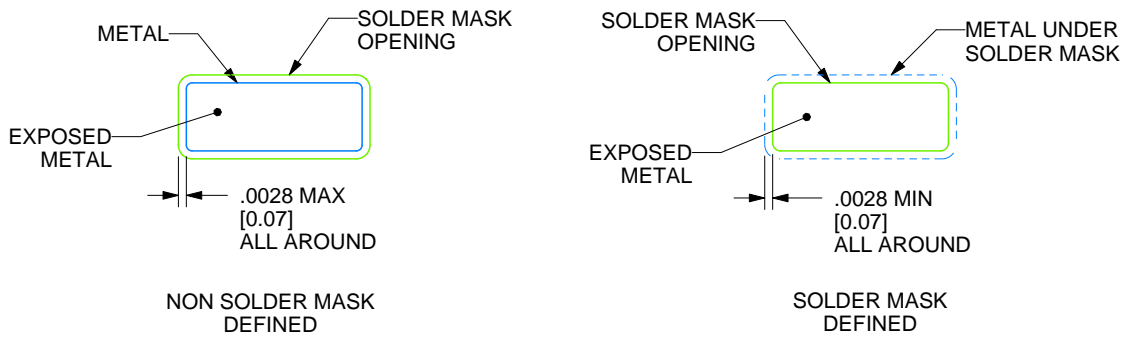 METAL
SOLDER MASK
OPENING
EXPOSED
METAL
.0028 MAX
[0.07]
ALL AROUND
NON SOLDER MASK
DEFINED
SOLDER MASK
OPENING
METAL UNDER
SOLDER MASK
EXPOSED
METAL
.0028 MIN
[0.07]
ALL AROUND
SOLDER MASK
DEFINED